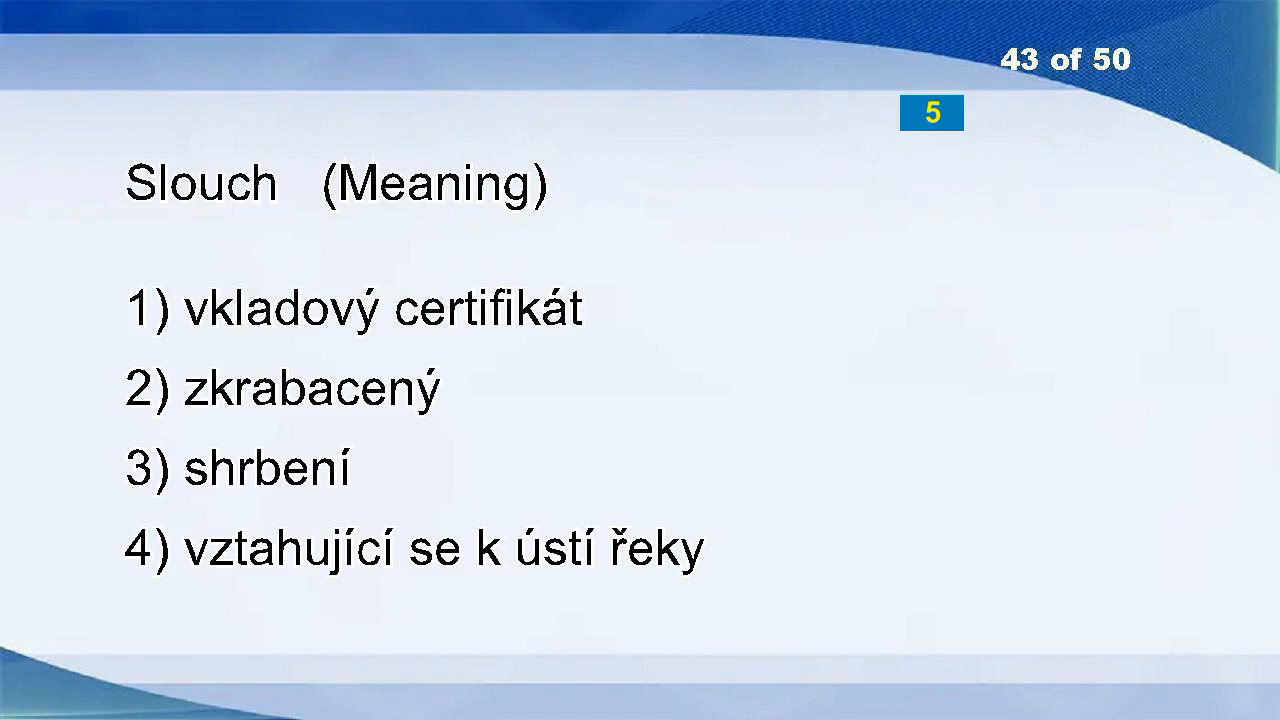 43 of 50
5
Slouch (Meaning)
1) vkladový certifikát
2) zkrabacený
3) shrbení
4) vztahující se k ústí řeky